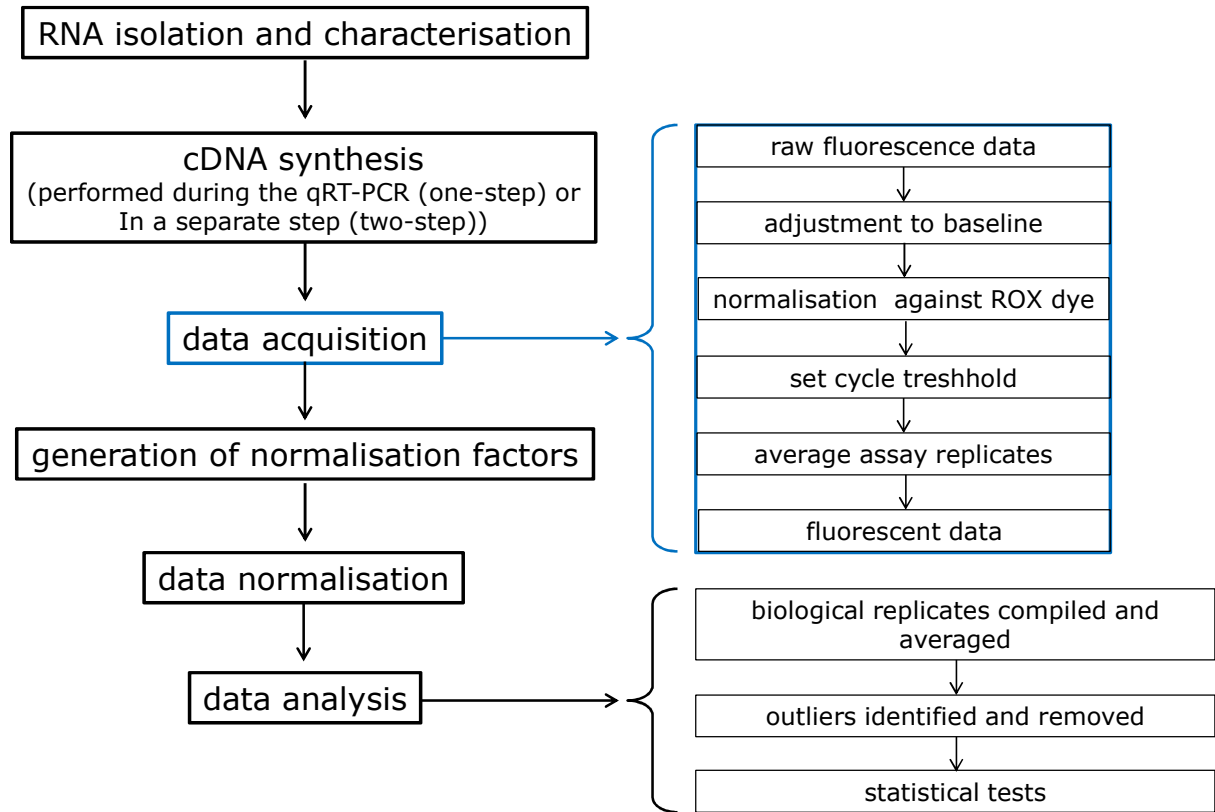 RNA isolation and characterisation
cDNA synthesis
(performed during the qRT-PCR (one-step) or
In a separate step (two-step))
data acquisition
generation of normalisation factors
data normalisation
data analysis
raw fluorescence data
adjustment to baseline
normalisation against ROX dye
set cycle treshhold
average assay replicates
fluorescent data
biological replicates compiled and
averaged
outliers identified and removed
statistical tests